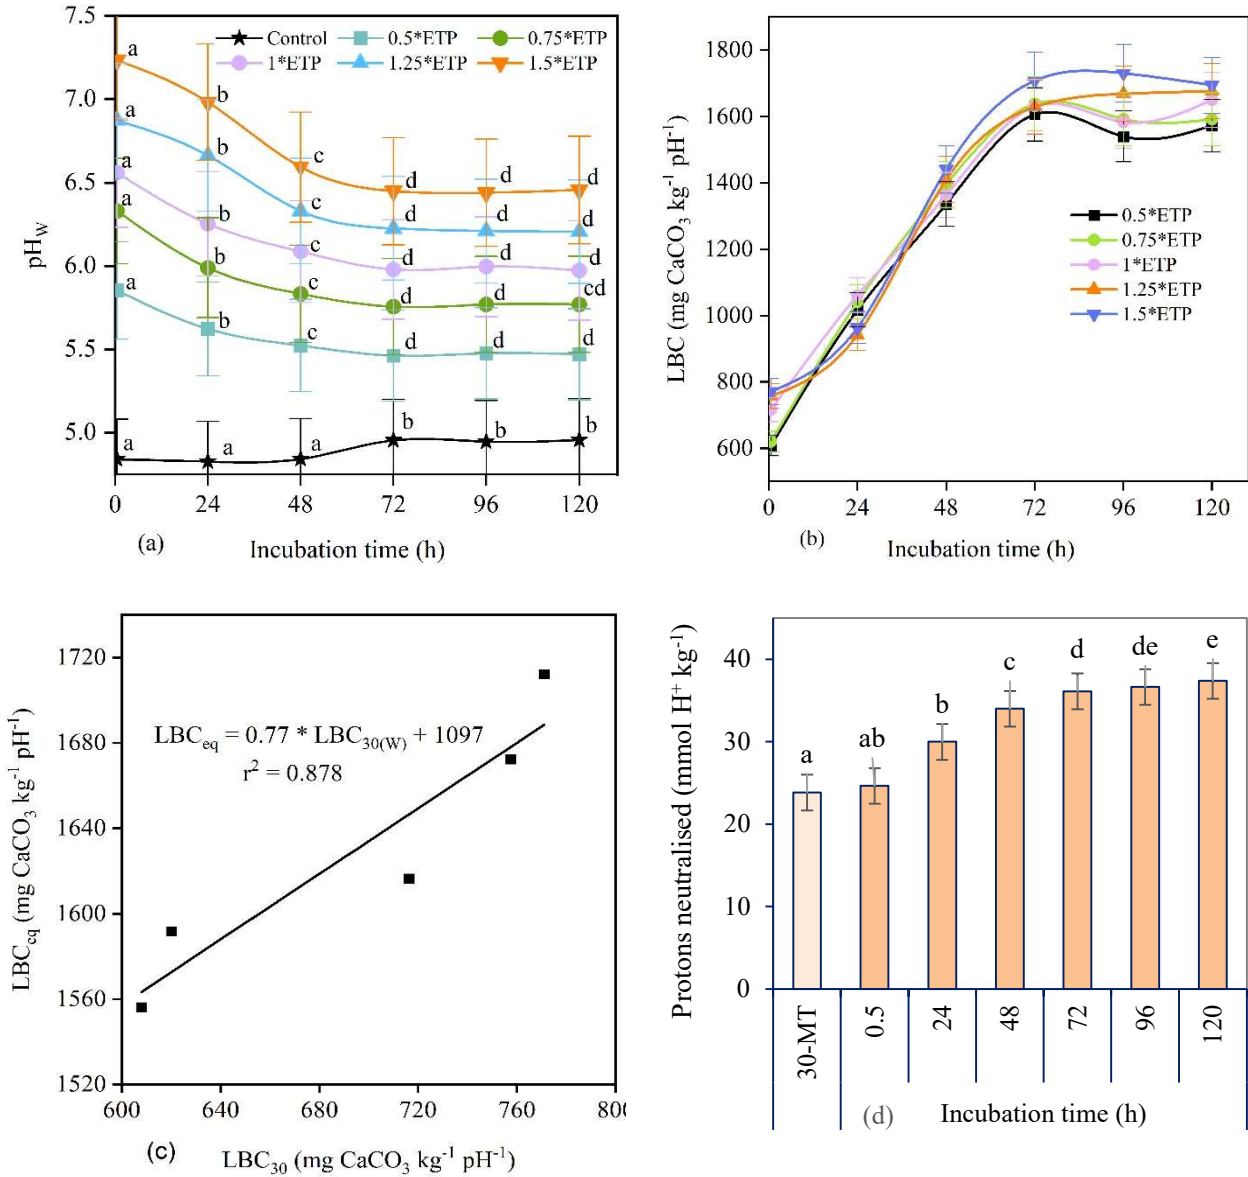 7.5
7.0
6.5
6.0
5.5
5.0
pH_W
Control 0.5*ETP 0.75*ETP
1*ETP 1.25*ETP 1.5*ETP
a b c d d d
a b c d d d
a b c d d d
a b c d d cd
a b c d d d
a a a b b b
0 24 48 72 96 120
(a) Incubation time (h)
1800
1600
1400
1200
1000
800
600
LBC (mg CaCO₃ kg⁻¹ pH⁻¹)
0.5*ETP
0.75*ETP
1*ETP
1.25*ETP
1.5*ETP
0 24 48 72 96 120
(b) Incubation time (h)
1720
1680
1640
1600
1560
1520
LBC_eq (mg CaCO₃ kg⁻¹ pH⁻¹)
LBC_eq = 0.77 * LBC_30(W) + 1097
r² = 0.878
600 640 680 720 760 800
(c) LBC₃₀ (mg CaCO₃ kg⁻¹ pH⁻¹)
40
30
20
10
0
Protons neutralised (mmol H⁺ kg⁻¹)
a ab b c d de e
30-MT 0.5 24 48 72 96 120
(d) Incubation time (h)